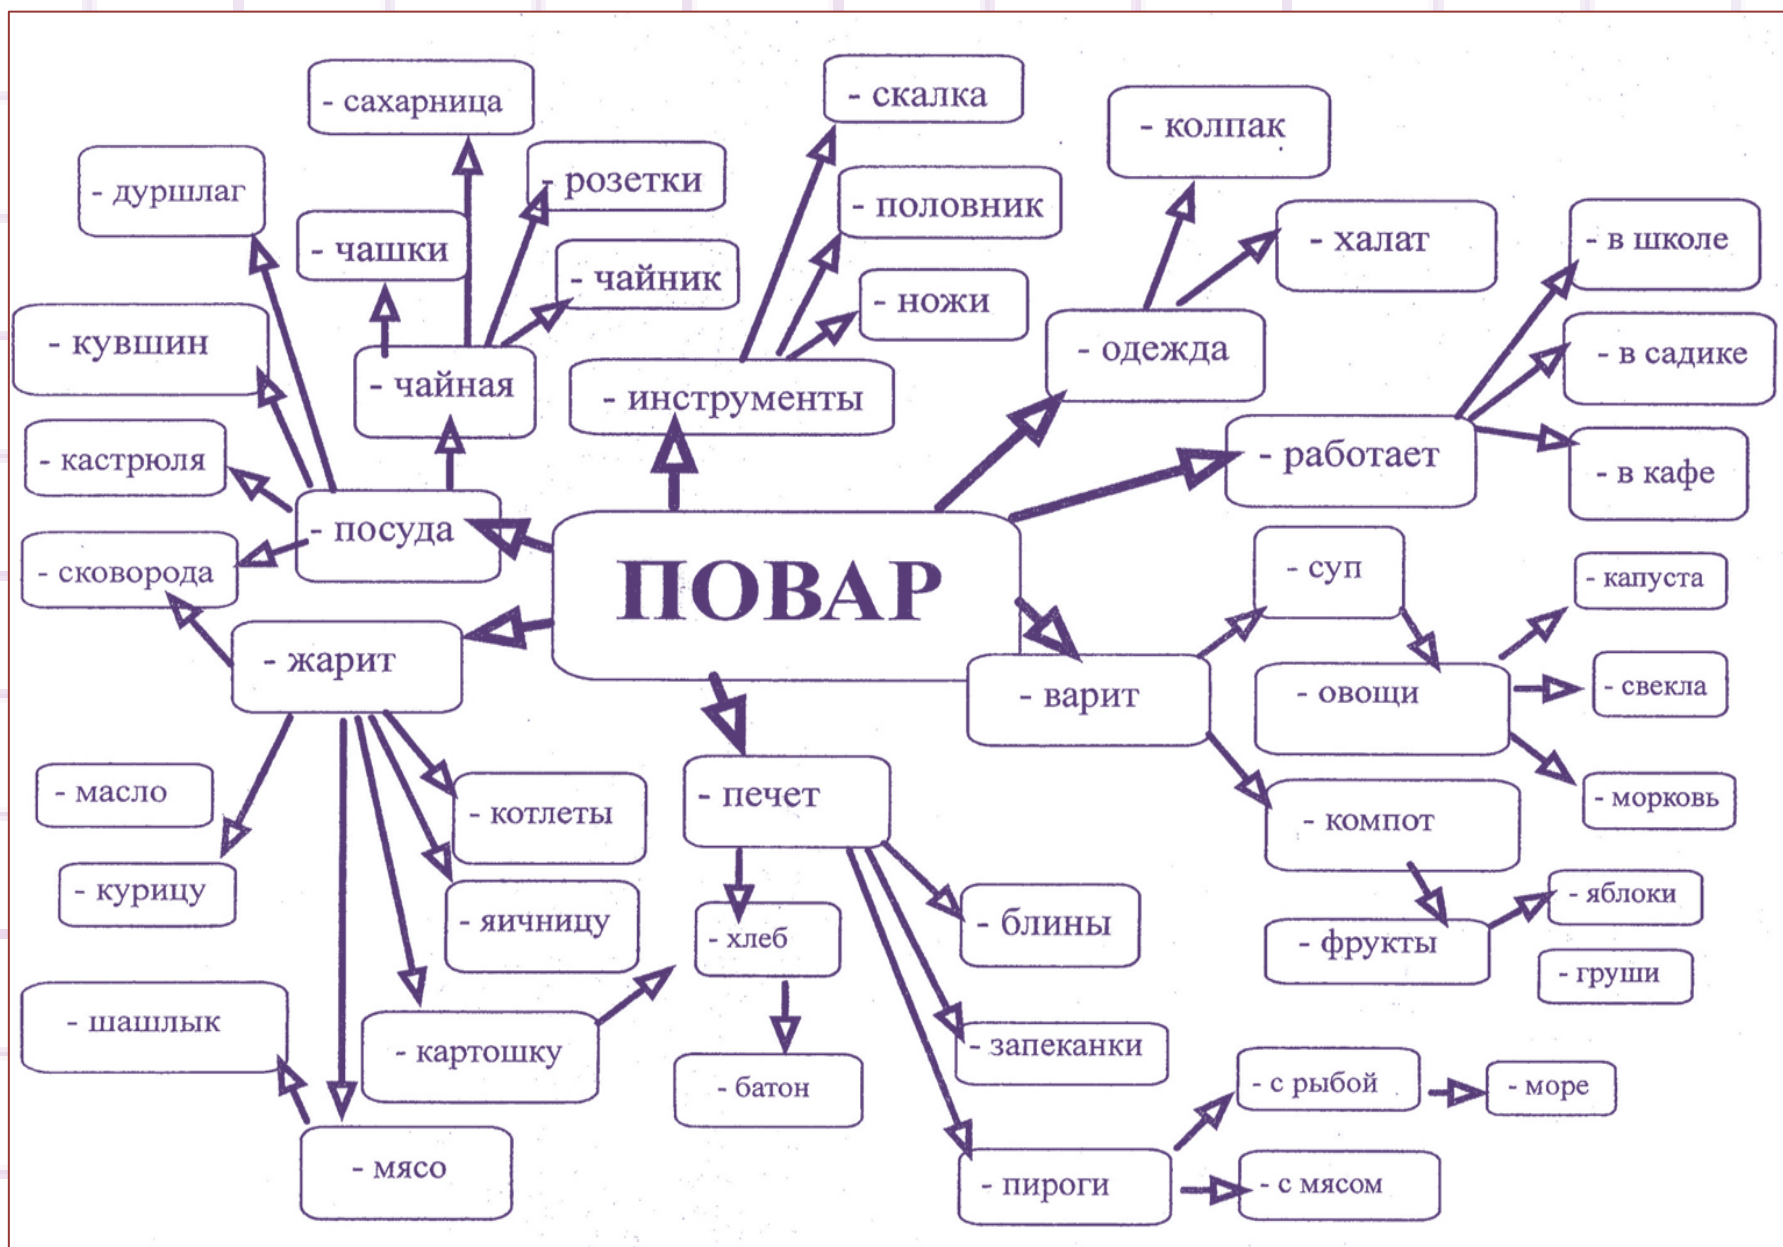 - сахарница
- скалка
- колпак
- дуршлаг
- розетки
- половник
- чашки
- халат
- в школе
- чайник
- ножи
- кувшин
- чайная
- инструменты
- одежда
- в садике
- кастрюля
- работает
- в кафе
- посуда
- сковорода
ПОВАР
- суп
- капуста
- жарит
- варит
- овощи
- свекла
- масло
- котлеты
- печет
- компот
- морковь
- курицу
- яичницу
- хлеб
- блины
- фрукты
- яблоки
- груши
- шашлык
- картошку
- батон
- запеканки
- с рыбой
- море
- мясо
- пироги
- с мясом